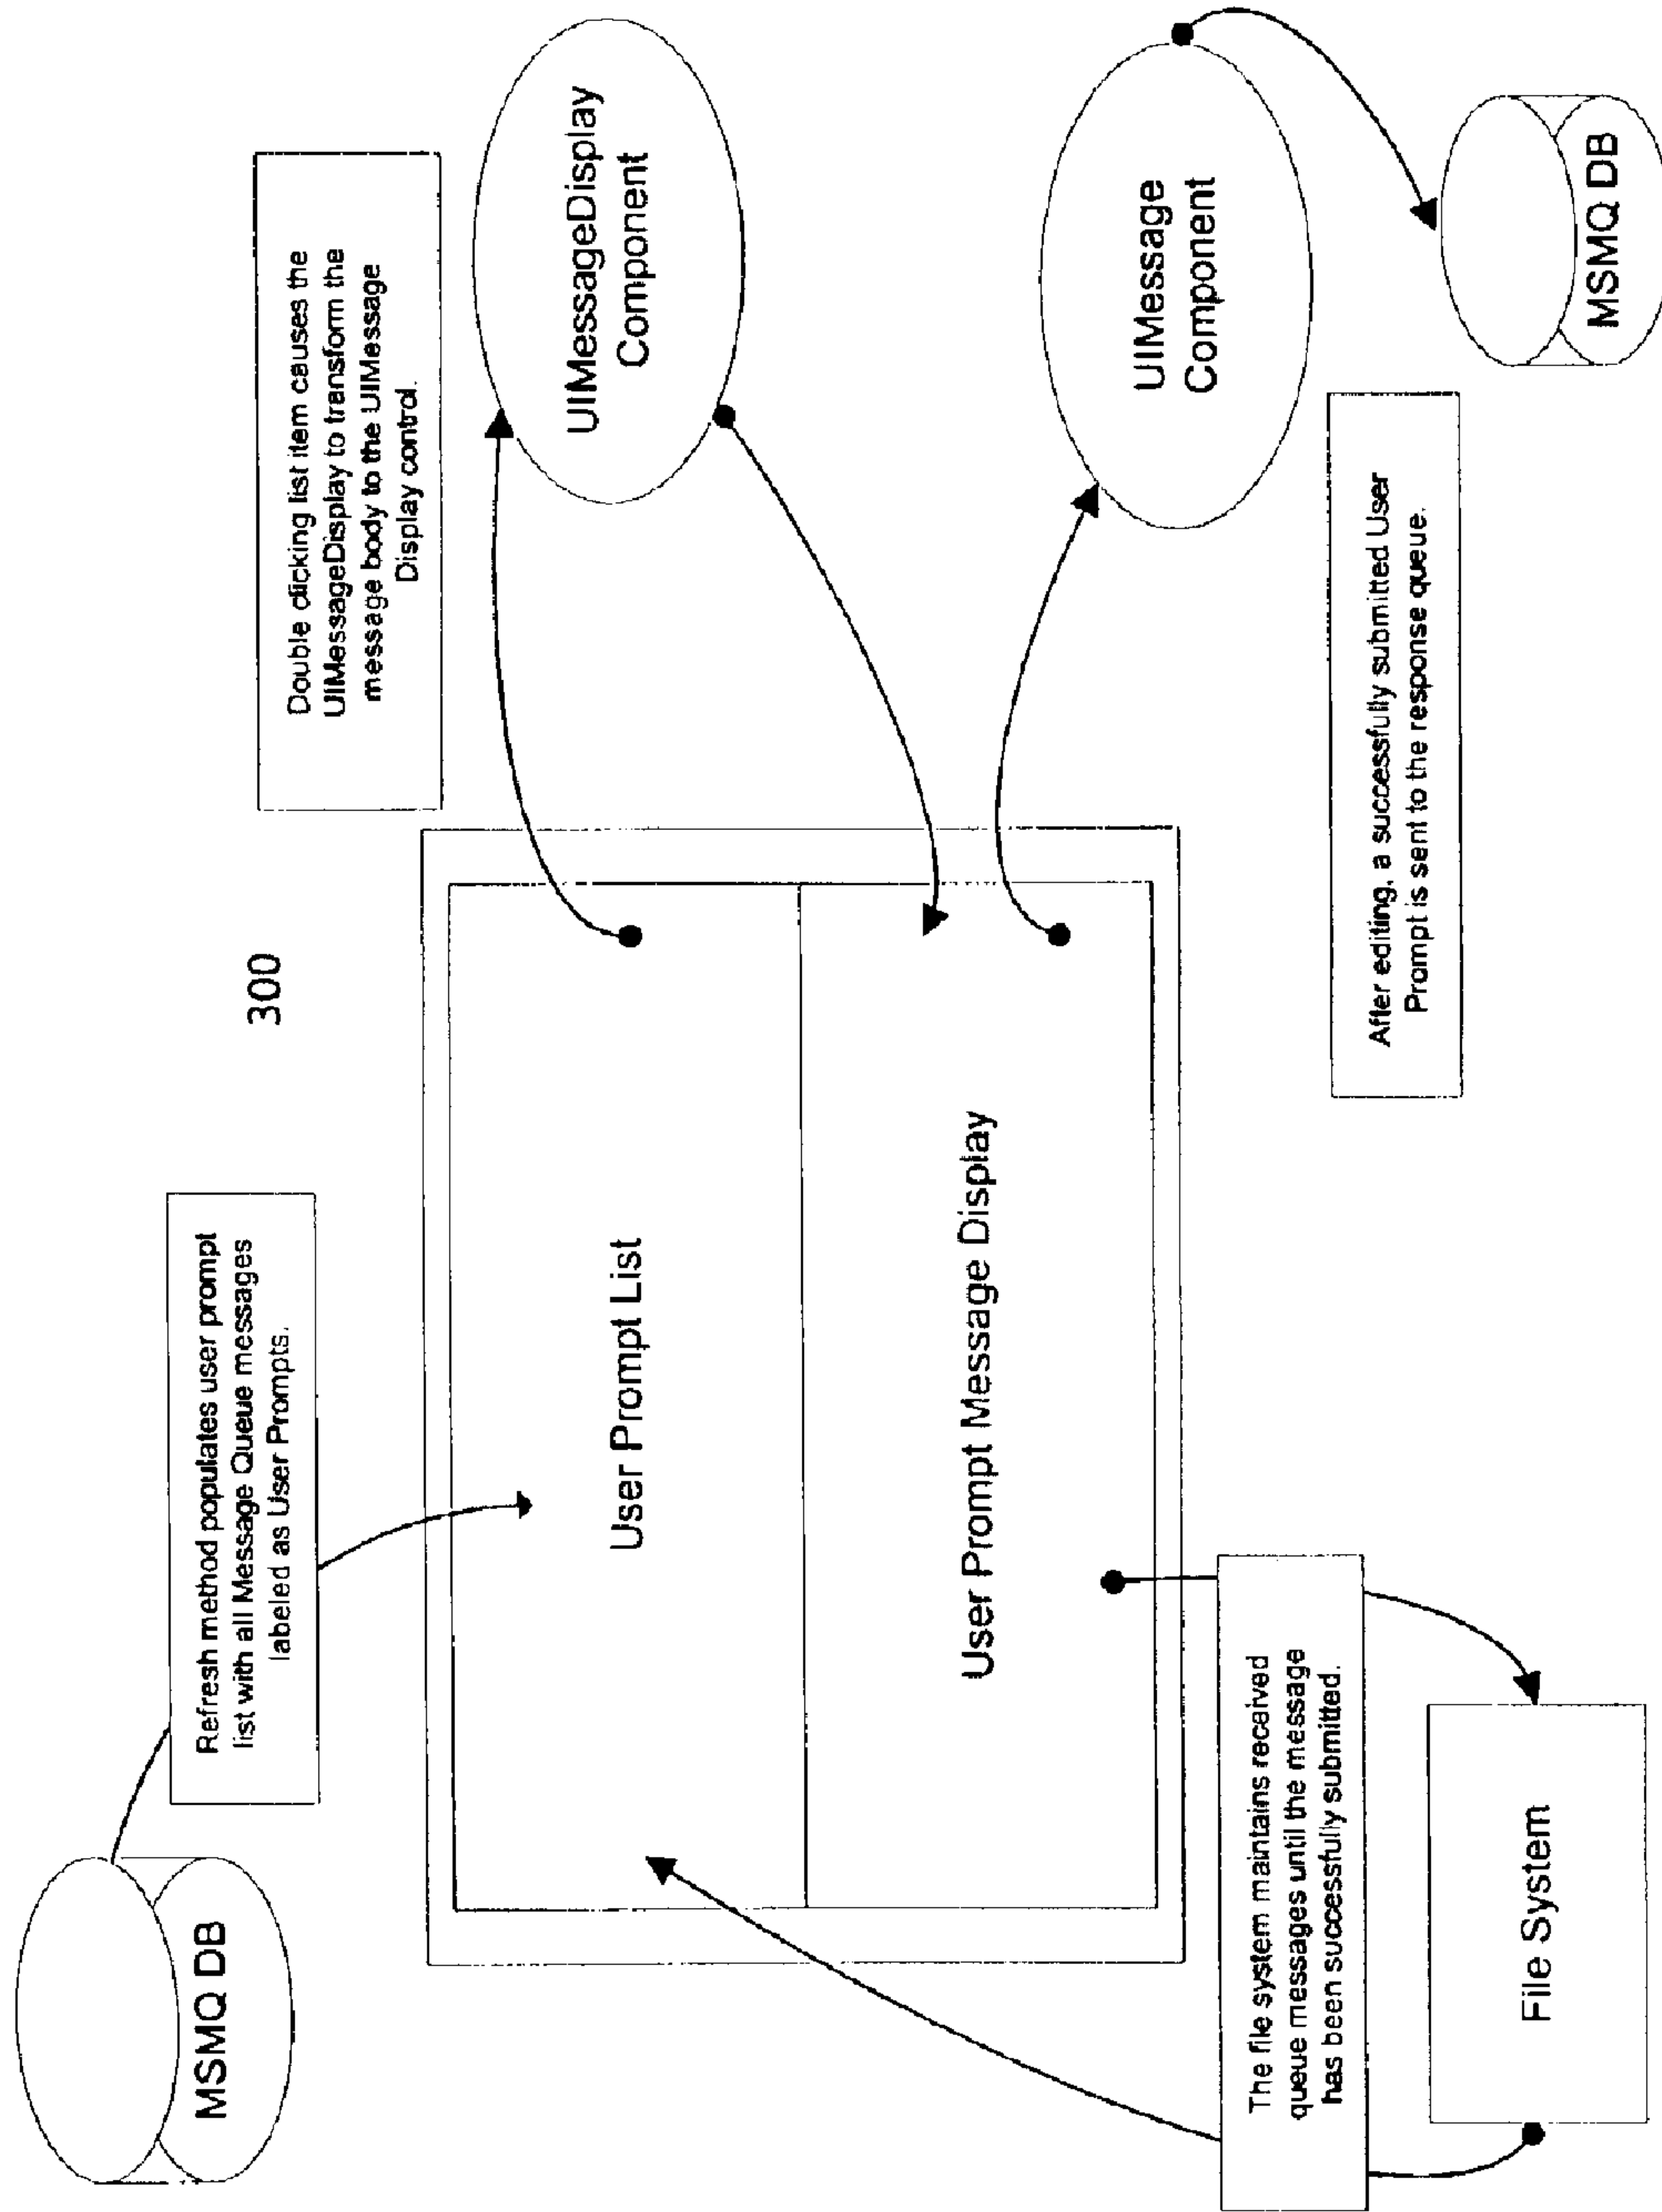 MSMQ DB
Refresh method populates user prompt
list with all Message Queue messages
labeled as User Prompts.
300
Double clicking list item causes the
UIMessageDisplay to transform the
message body to the UIMessage
Display control.
User Prompt List
UIMessageDisplay
Component
User Prompt Message Display
UIMessage
Component
The file system maintains received
queue messages until the message
has been successfully submitted.
After editing, a successfully submitted User
Prompt is sent to the response queue.
File System
MSMQ DB